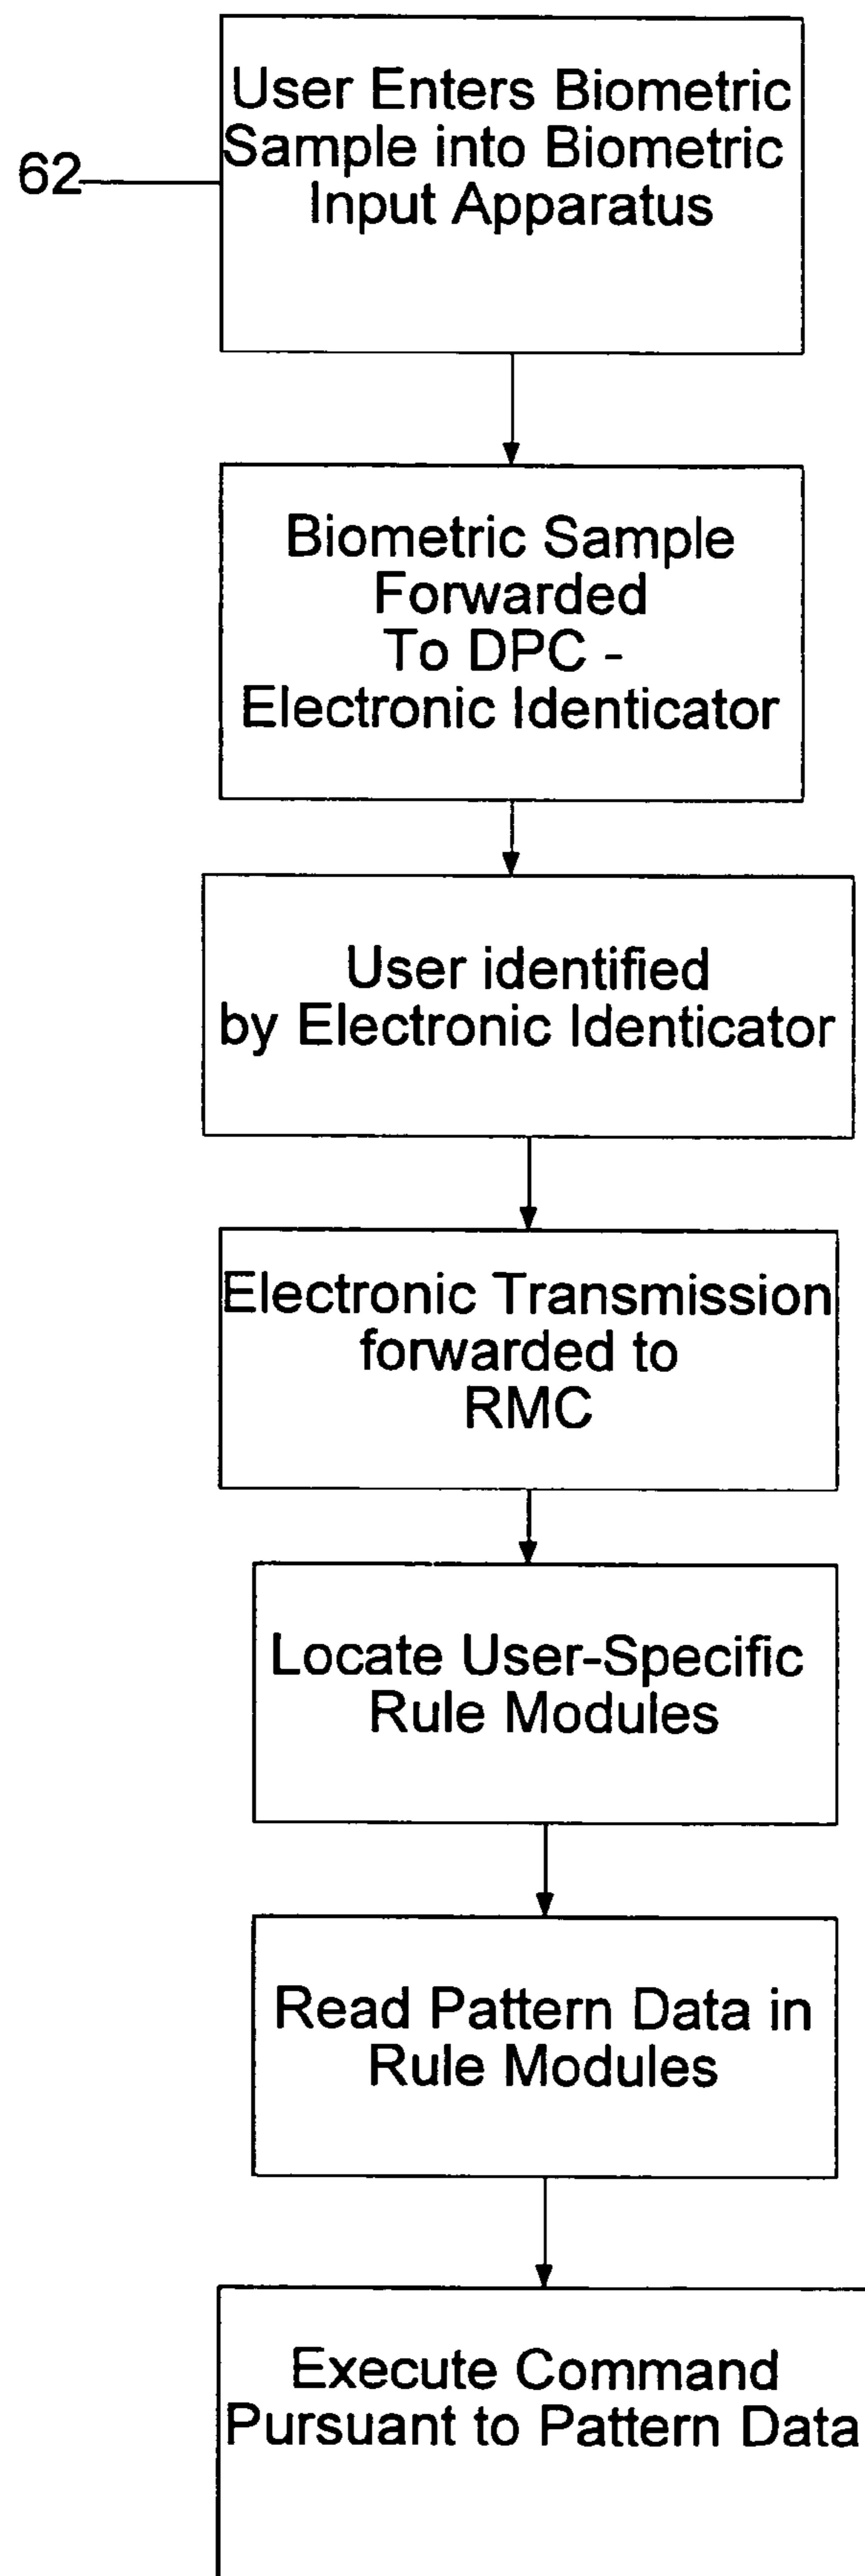 User Enters Biometric
Sample into Biometric
Input Apparatus
62
Biometric Sample
Forwarded
To DPC -
Electronic Identicator
User identified
by Electronic Identicator
Electronic Transmission
forwarded to
RMC
Locate User-Specific
Rule Modules
Read Pattern Data in
Rule Modules
Execute Command
Pursuant to Pattern Data